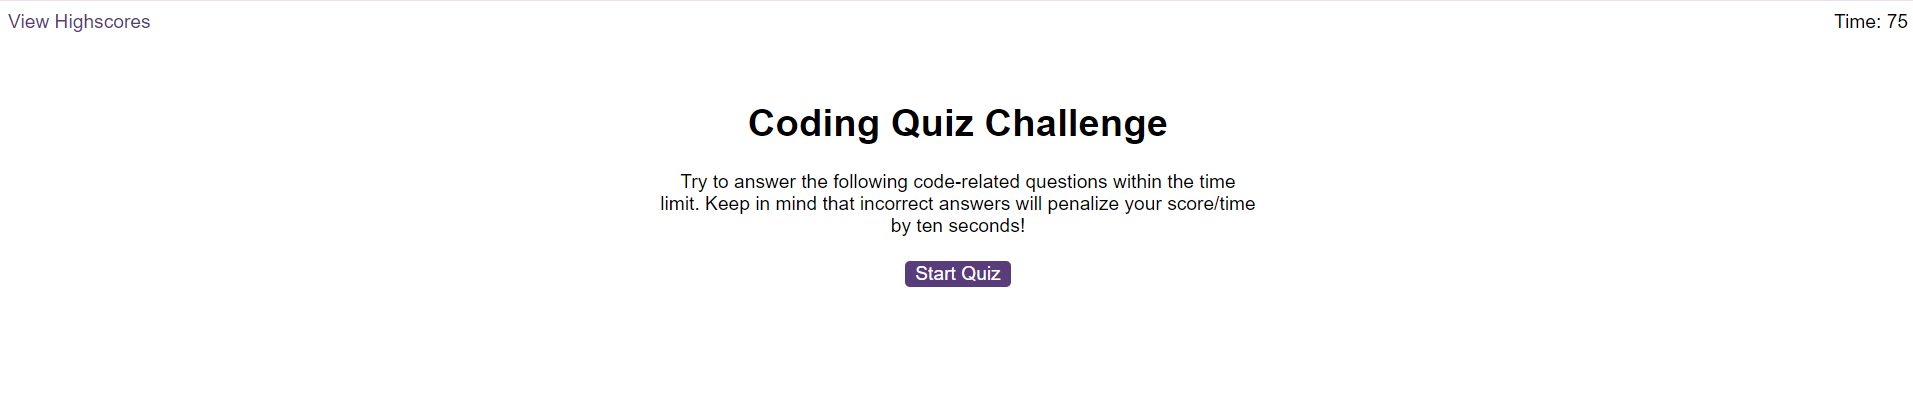 View Highscores
Time: 75
Coding Quiz Challenge
Try to answer the following code-related questions within the time
limit. Keep in mind that incorrect answers will penalize your score/time
by ten seconds!
Start Quiz